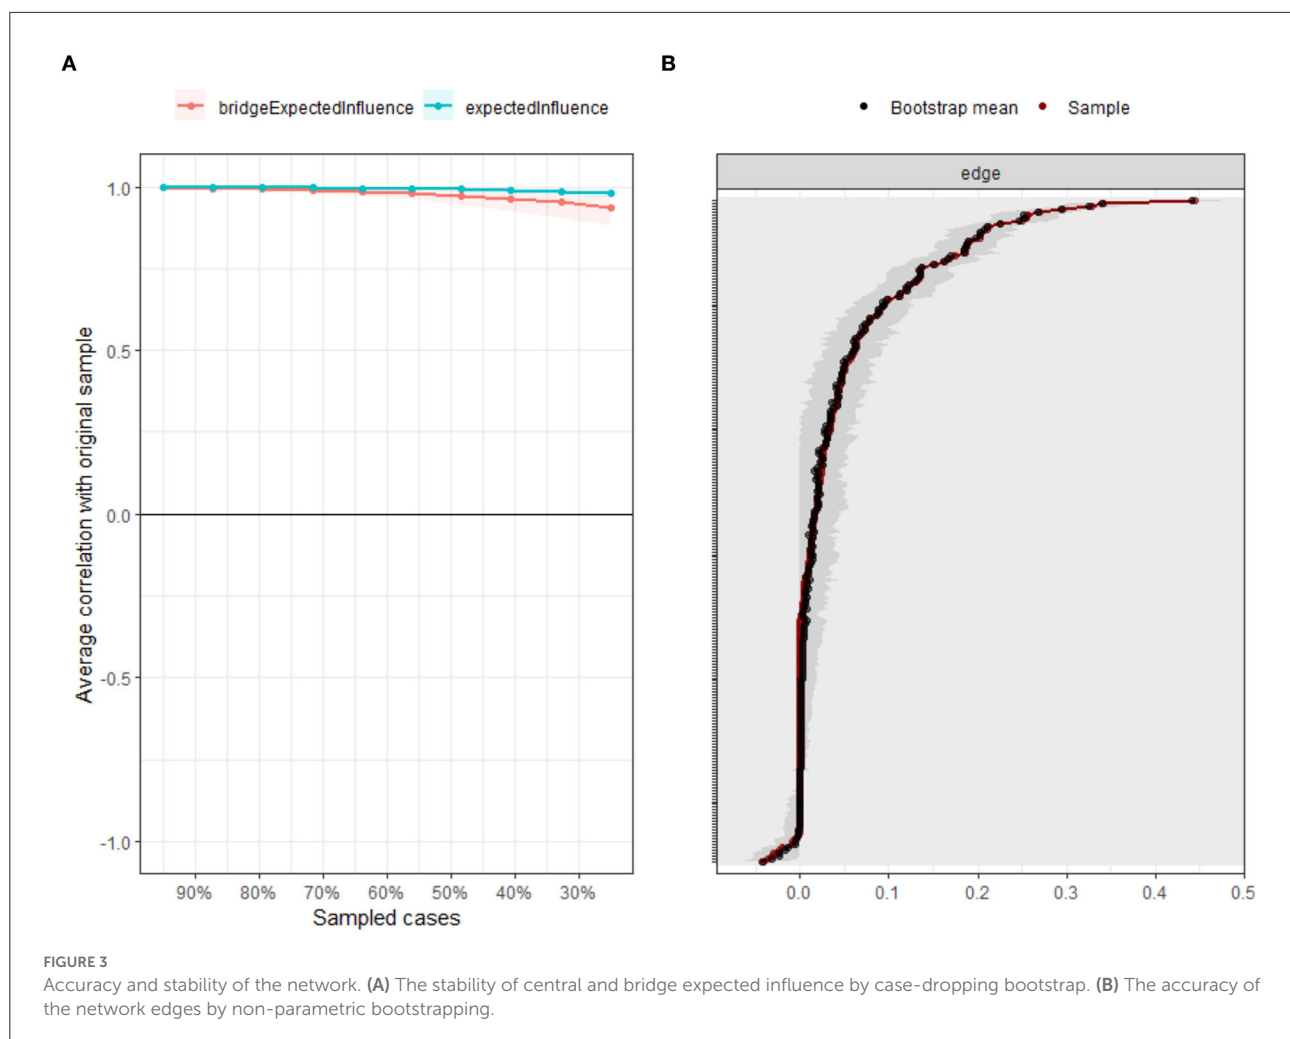 A
B
bridgeExpectedInfluence expectedInfluence
Bootstrap mean Sample
edge
Average correlation with original sample
1.0
0.5
0.0
-0.5
-1.0
90% 80% 70% 60% 50% 40% 30%
Sampled cases
0.0 0.1 0.2 0.3 0.4 0.5
FIGURE 3
Accuracy and stability of the network. (A) The stability of central and bridge expected influence by case-dropping bootstrap. (B) The accuracy of
the network edges by non-parametric bootstrapping.